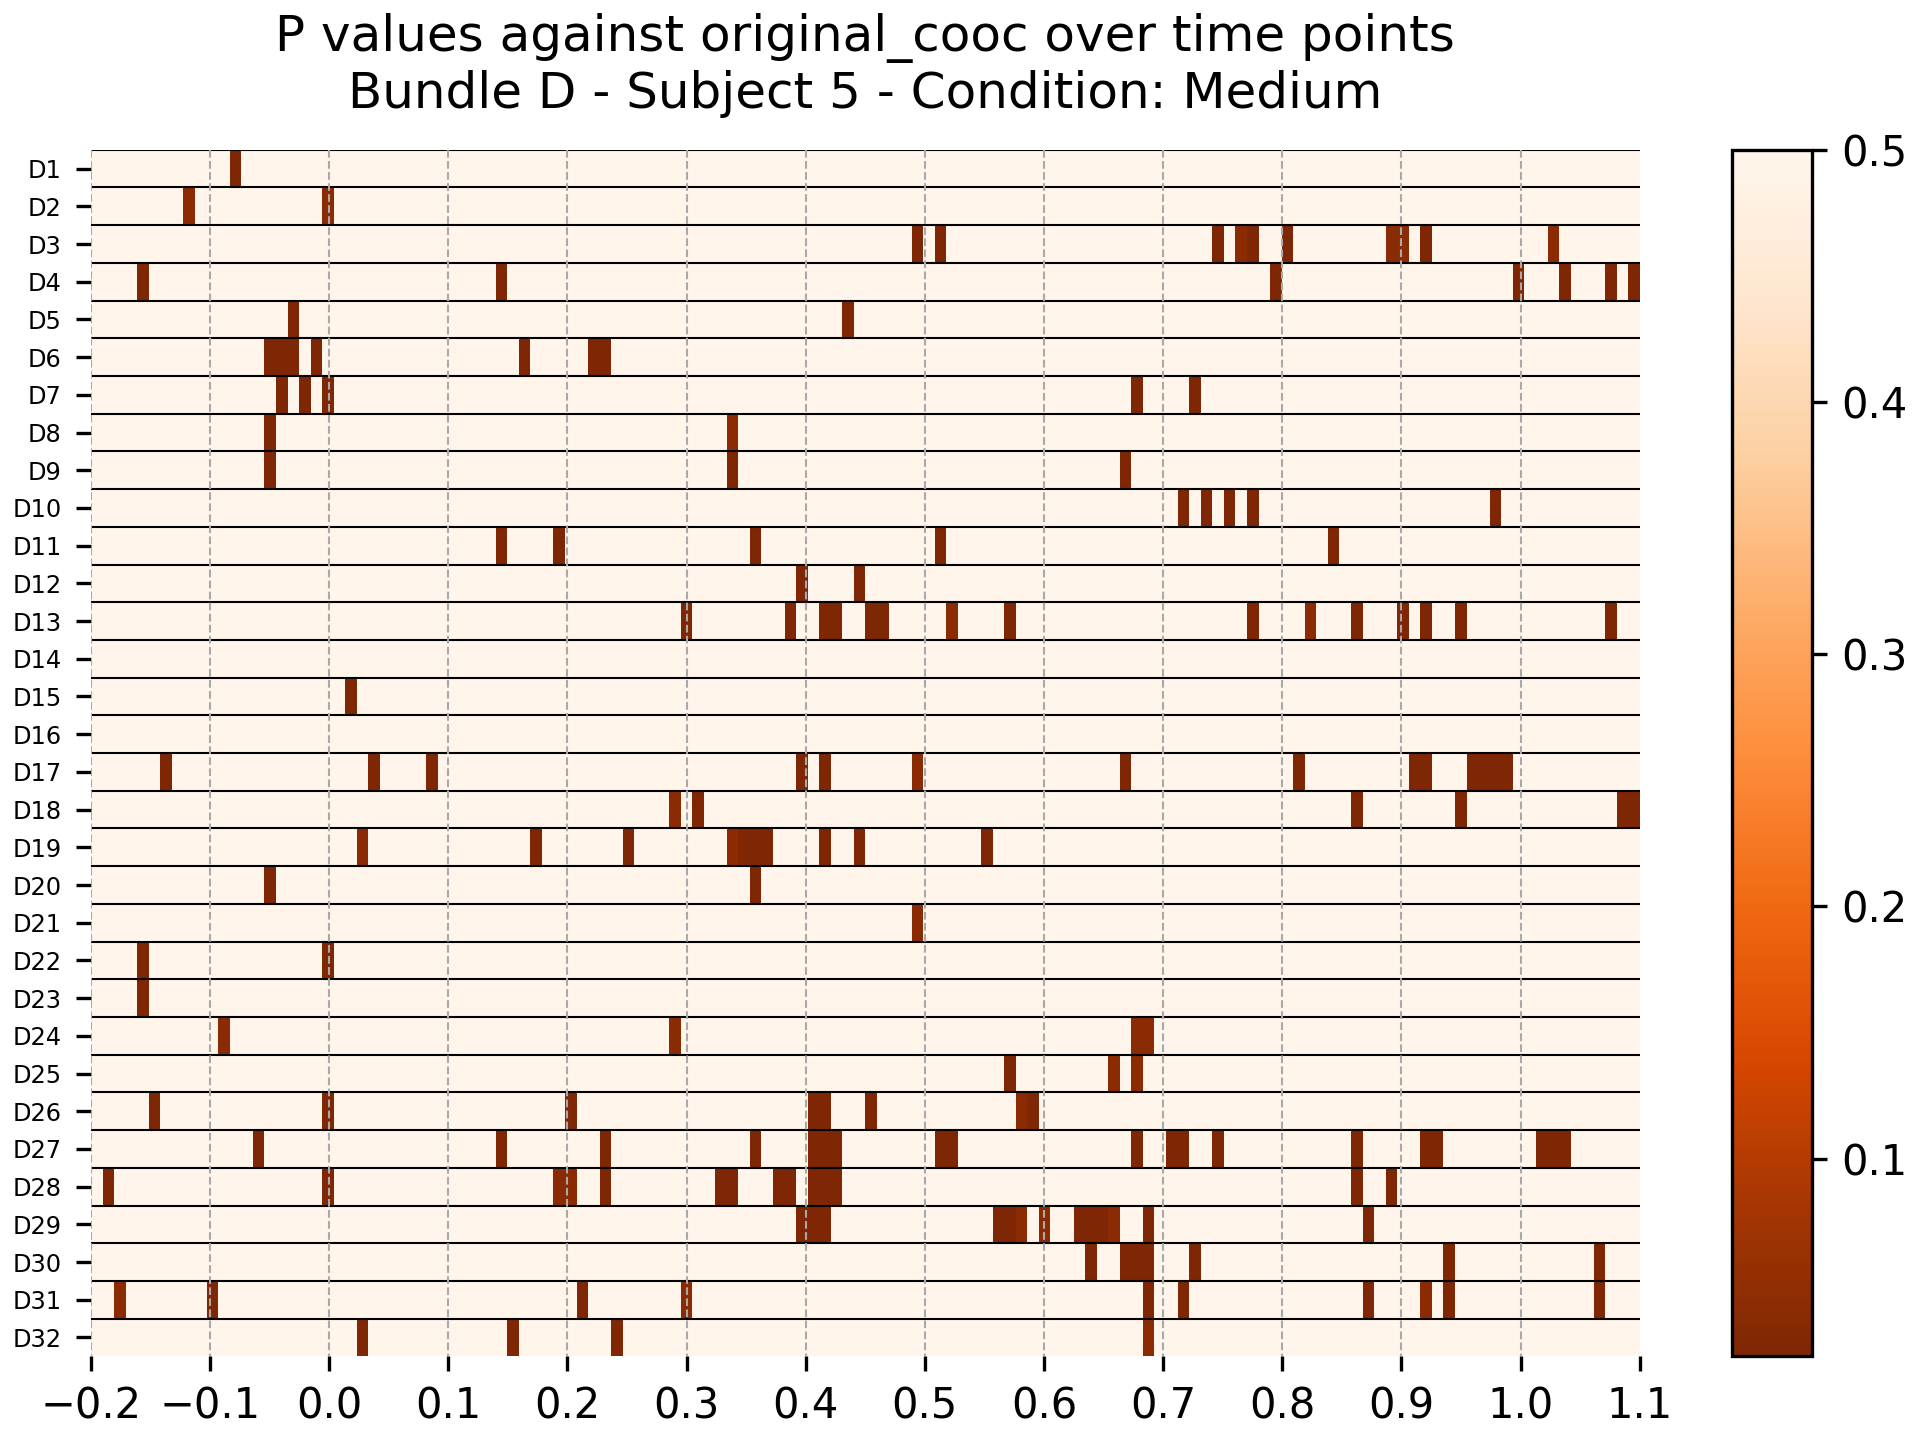 P values against original_cooc over time points
Bundle D - Subject 5 - Condition: Medium
D1
D2
D3
D4
D5
D6
D7
D8
D9
D10
D11
D12
D13
D14
D15
D16
D17
D18
D19
D20
D21
D22
D23
D24
D25
D26
D27
D28
D29
D30
D31
D32
−0.2 −0.1 0.0 0.1 0.2 0.3 0.4 0.5 0.6 0.7 0.8 0.9 1.0 1.1
0.5
0.4
0.3
0.2
0.1